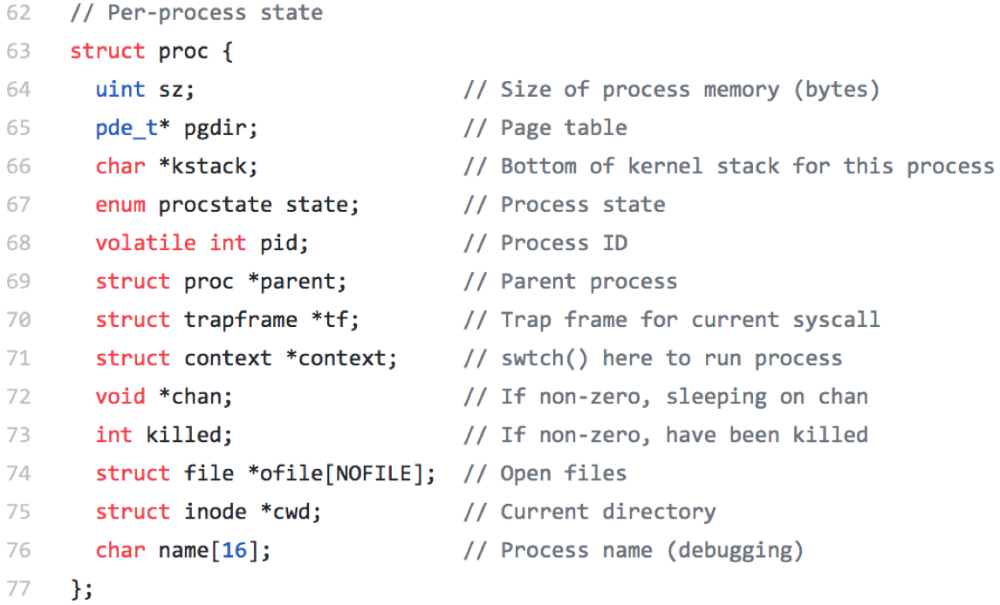 62 // Per-process state
63 struct proc {
64   uint sz;                     // Size of process memory (bytes)
65   pde_t* pgdir;                // Page table
66   char *kstack;                // Bottom of kernel stack for this process
67   enum procstate state;        // Process state
68   volatile int pid;            // Process ID
69   struct proc *parent;         // Parent process
70   struct trapframe *tf;        // Trap frame for current syscall
71   struct context *context;     // swtch() here to run process
72   void *chan;                  // If non-zero, sleeping on chan
73   int killed;                  // If non-zero, have been killed
74   struct file *ofile[NOFILE];  // Open files
75   struct inode *cwd;           // Current directory
76   char name[16];               // Process name (debugging)
77 };